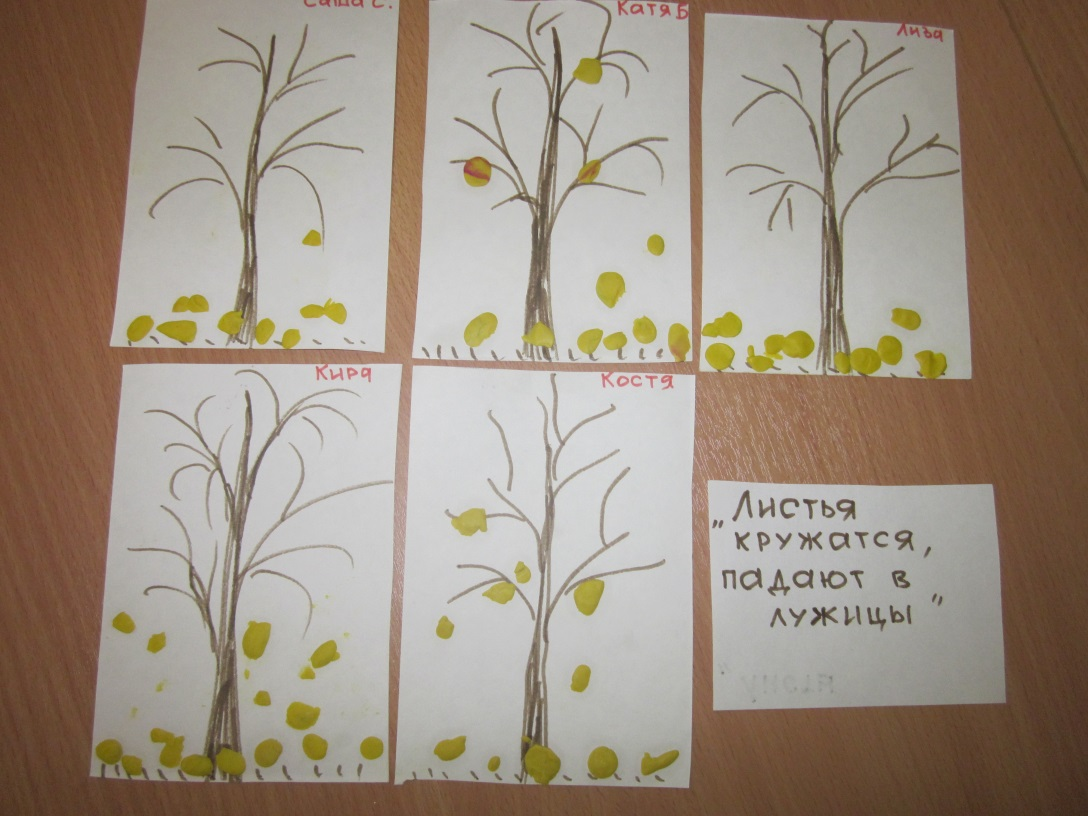 Саша С.
Катя Б
Лиза
Кира
Костя
„Листья
кружатся,
падают в
лужицы"